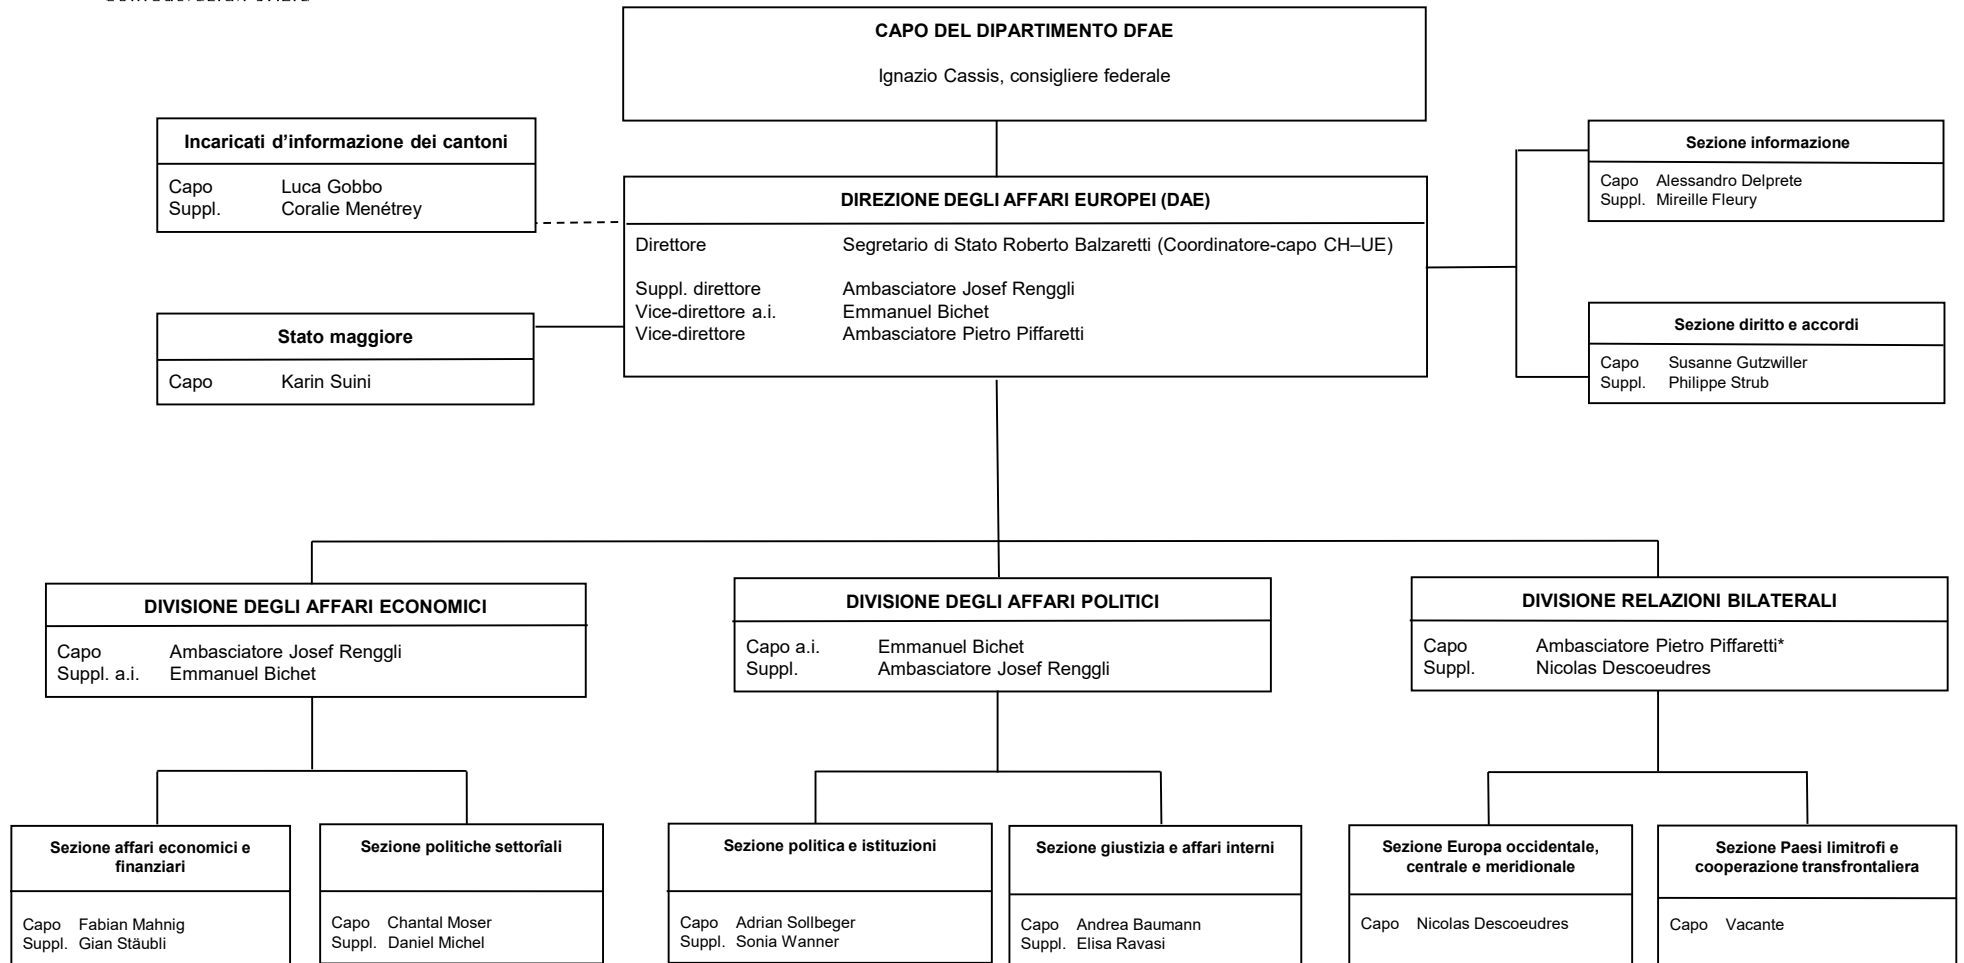 CAPO DEL DIPARTIMENTO DFAE
Ignazio Cassis, consigliere federale
Incaricati d’informazione dei cantoni
Capo Luca Gobbo
Suppl. Coralie Menétrey
Sezione informazione
Capo Alessandro Delprete
Suppl. Mireille Fleury
DIREZIONE DEGLI AFFARI EUROPEI (DAE)
Direttore Segretario di Stato Roberto Balzaretti (Coordinatore-capo CH–UE)
Suppl. direttore Ambasciatore Josef Renggli
Vice-direttore a.i. Emmanuel Bichet
Vice-direttore Ambasciatore Pietro Piffaretti
Stato maggiore
Capo Karin Suini
Sezione diritto e accordi
Capo Susanne Gutzwiller
Suppl. Philippe Strub
DIVISIONE DEGLI AFFARI ECONOMICI
Capo Ambasciatore Josef Renggli
Suppl. a.i. Emmanuel Bichet
DIVISIONE DEGLI AFFARI POLITICI
Capo a.i. Emmanuel Bichet
Suppl. Ambasciatore Josef Renggli
DIVISIONE RELAZIONI BILATERALI
Capo Ambasciatore Pietro Piffaretti*
Suppl. Nicolas Descoeudres
Sezione affari economici e
finanziari
Capo Fabian Mahnig
Suppl. Gian Stäubli
Sezione politiche settorîali
Capo Chantal Moser
Suppl. Daniel Michel
Sezione politica e istituzioni
Capo Adrian Sollbeger
Suppl. Sonia Wanner
Sezione giustizia e affari interni
Capo Andrea Baumann
Suppl. Elisa Ravasi
Sezione Europa occidentale,
centrale e meridionale
Capo Nicolas Descoeudres
Sezione Paesi limitrofi e
cooperazione transfrontaliera
Capo Vacante